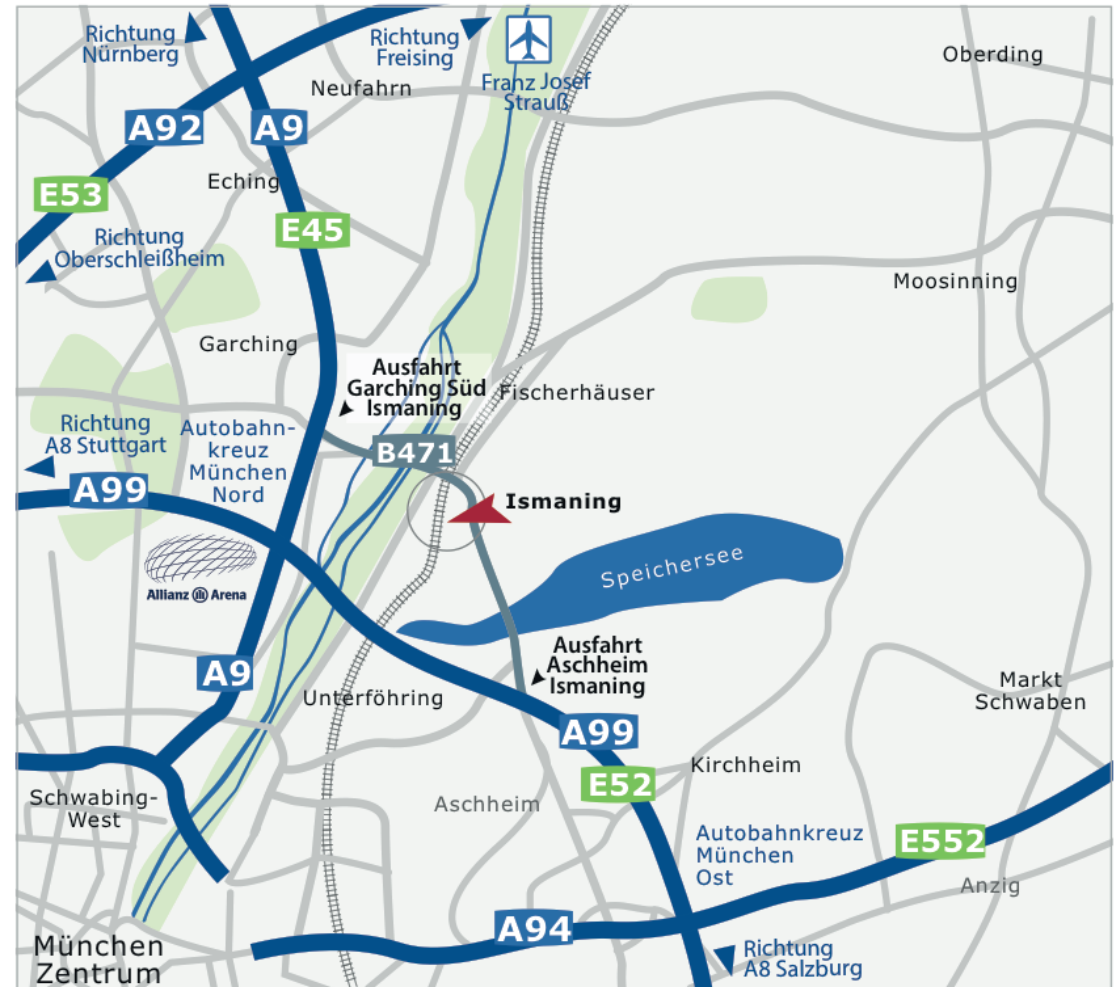 Richtung
Nürnberg
Richtung
Freising
Franz Josef
Strauß
Oberding
Neufahrn
A92
A9
Eching
E53
E45
Richtung
Oberschleißheim
Moosinning
Garching
Ausfahrt
Garching Süd
Ismaning
Fischerhäuser
Richtung
A8 Stuttgart
Autobahn-
kreuz
München
Nord
B471
A99
Ismaning
Speichersee
Allianz Arena
Ausfahrt
Aschheim
Ismaning
A9
Unterföhring
Markt
Schwaben
A99
E52
Kirchheim
Schwabing-
West
Aschheim
Autobahnkreuz
München
Ost
E552
Anzig
A94
München
Zentrum
Richtung
A8 Salzburg